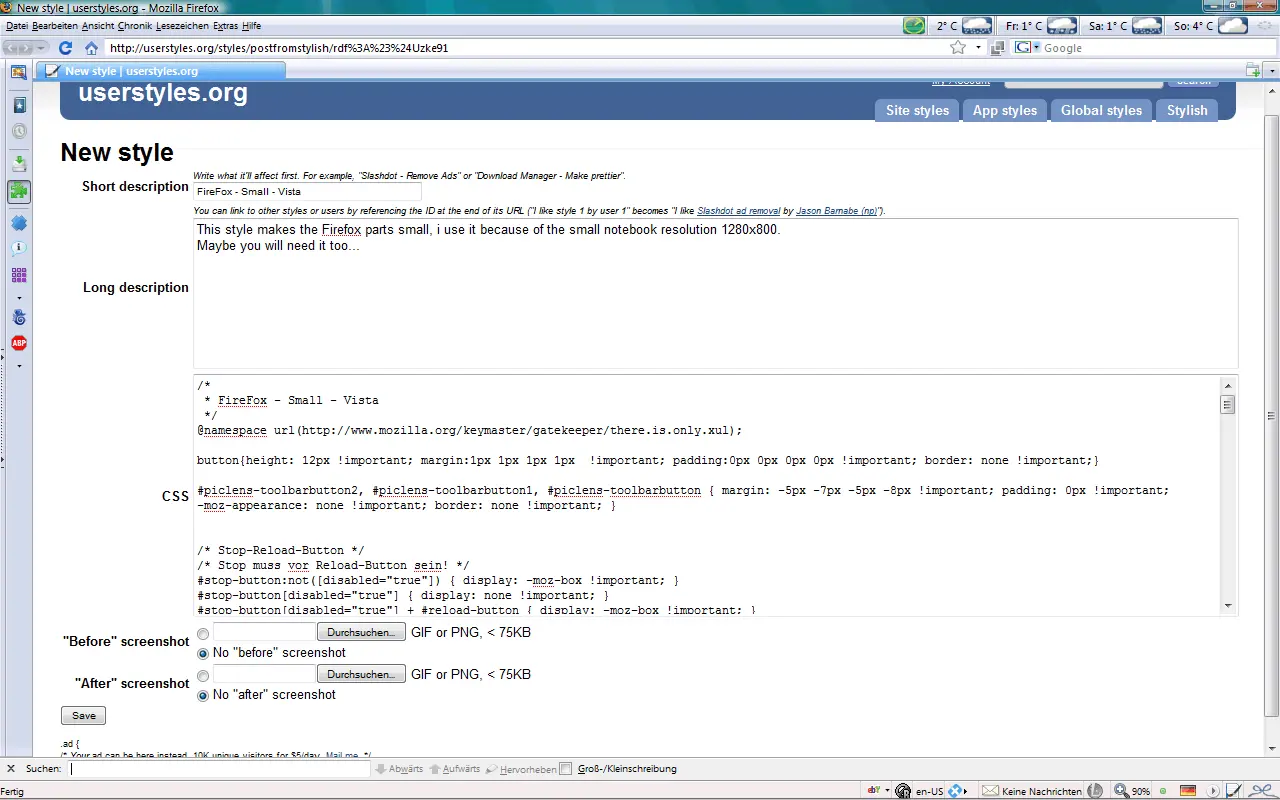 New style | userstyles.org - Mozilla Firefox
Datei Bearbeiten Ansicht Chronik Lesezeichen Extras Hilfe
2° C Fr: 1° C Sa: 1° C So: 4° C
http://userstyles.org/styles/postfromstylish/rdf%3A%23%24Uzke91
Google
New style | userstyles.org
userstyles.org
My Account
Search
Site styles App styles Global styles Stylish
New style
Write what it'll affect first. For example, "Slashdot - Remove Ads" or "Download Manager - Make prettier".
Short description
FireFox - Small - Vista
You can link to other styles or users by referencing the ID at the end of its URL ("I like style 1 by user 1" becomes "I like Slashdot ad removal by Jason Barnabe (np)").
This style makes the Firefox parts small, i use it because of the small notebook resolution 1280x800.
Maybe you will need it too...
Long description
ABP
/*
* FireFox - Small - Vista
*/
@namespace url(http://www.mozilla.org/keymaster/gatekeeper/there.is.only.xul);
button{height: 12px !important; margin:1px 1px 1px 1px  !important; padding:0px 0px 0px 0px !important; border: none !important;}
#piclens-toolbarbutton2, #piclens-toolbarbutton1, #piclens-toolbarbutton { margin: -5px -7px -5px -8px !important; padding: 0px !important;
CSS
-moz-appearance: none !important; border: none !important; }
/* Stop-Reload-Button */
/* Stop muss vor Reload-Button sein! */
#stop-button:not([disabled="true"]) { display: -moz-box !important; }
#stop-button[disabled="true"] { display: none !important; }
#stop-button[disabled="true"] + #reload-button { display: -moz-box !important; }
"Before" screenshot
Durchsuchen... GIF or PNG, < 75KB
No "before" screenshot
"After" screenshot
Durchsuchen... GIF or PNG, < 75KB
No "after" screenshot
Save
.ad {
/* Your ad can be here instead. 10K unique visitors for $5/day. Mail me. */
Suchen: Abwärts Aufwärts Hervorheben Groß-/Kleinschreibung
Fertig
ebY en-US Keine Nachrichten 90%